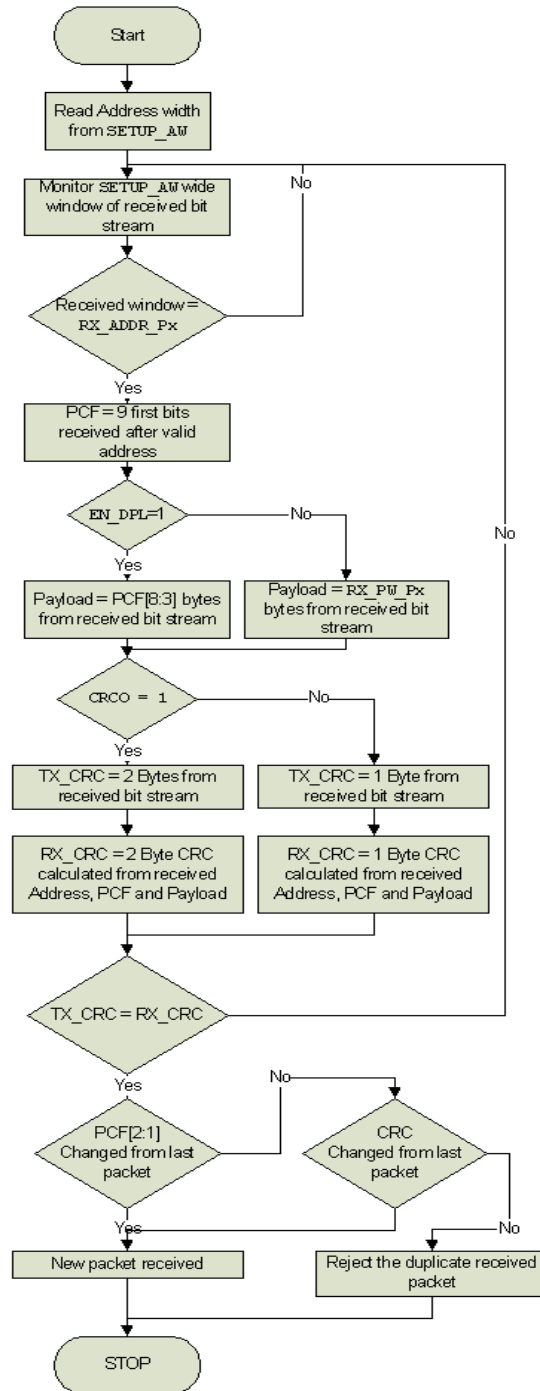 Start
Read Address width
from SETUP_AW
Monitor SETUP_AW wide
window of received bit
stream
No
Received window =
RX_ADDR_Px
Yes
PCF = 9 first bits
received after valid
address
EN_DPL=1
No
No
Yes
Payload = PCF[8:3] bytes
from received bit stream
Payload = RX_PW_Px
bytes from received bit
stream
CRCO = 1
No
Yes
TX_CRC = 2 Bytes from
received bit stream
TX_CRC = 1 Byte from
received bit stream
RX_CRC = 2 Byte CRC
calculated from received
Address, PCF and Payload
RX_CRC = 1 Byte CRC
calculated from received
Address, PCF and Payload
TX_CRC = RX_CRC
Yes
No
PCF[2:1]
Changed from last
packet
CRC
Changed from last
packet
Yes
No
New packet received
Reject the duplicate received
packet
STOP